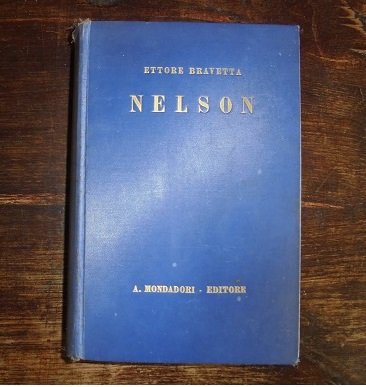 ETTORE BRAVETTA
NELSON
A. MONDADORI - EDITORE